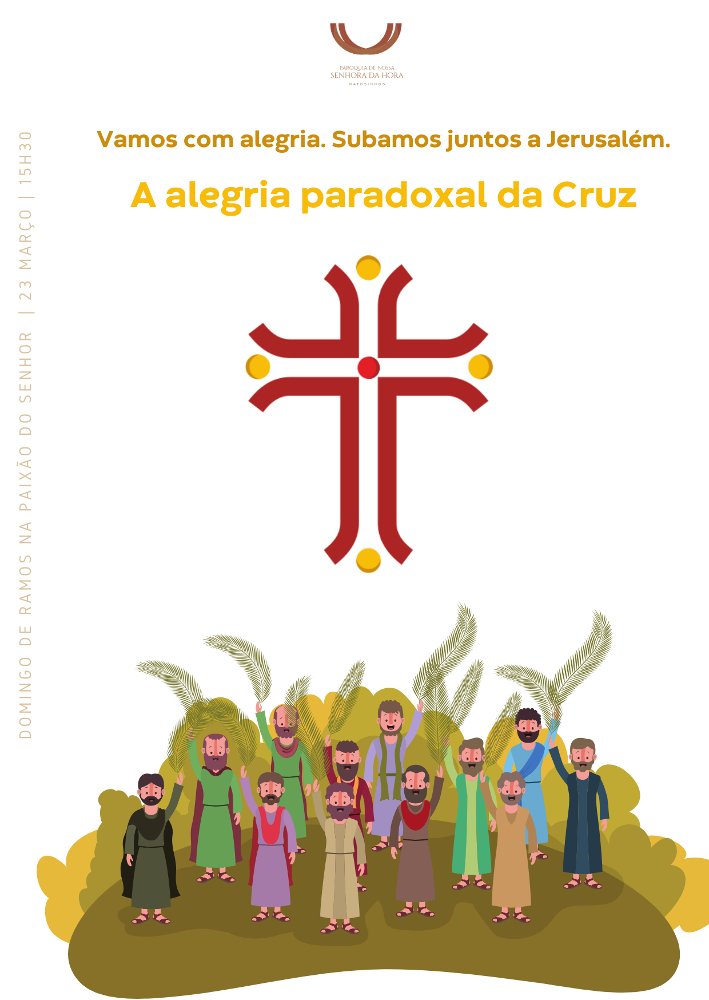 PARÓQUIA DE NOSSA
SENHORA DA HORA
MATOSINHOS
Vamos com alegria. Subamos juntos a Jerusalém.
A alegria paradoxal da Cruz
DOMINGO DE RAMOS NA PAIXÃO DO SENHOR | 23 MARÇO | 15H30